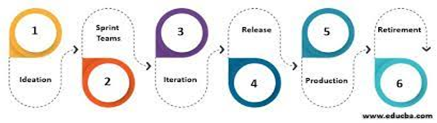 1
Ideation
Sprint
Teams
2
3
Iteration
Release
4
5
Production
Retirement
6
www.educba.com